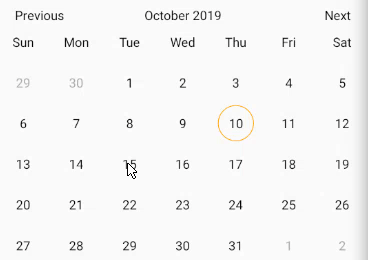 Previous October 2019 Next
Sun Mon Tue Wed Thu Fri Sat
29 30 1 2 3 4 5
6 7 8 9 10 11 12
13 14 15 16 17 18 19
20 21 22 23 24 25 26
27 28 29 30 31 1 2